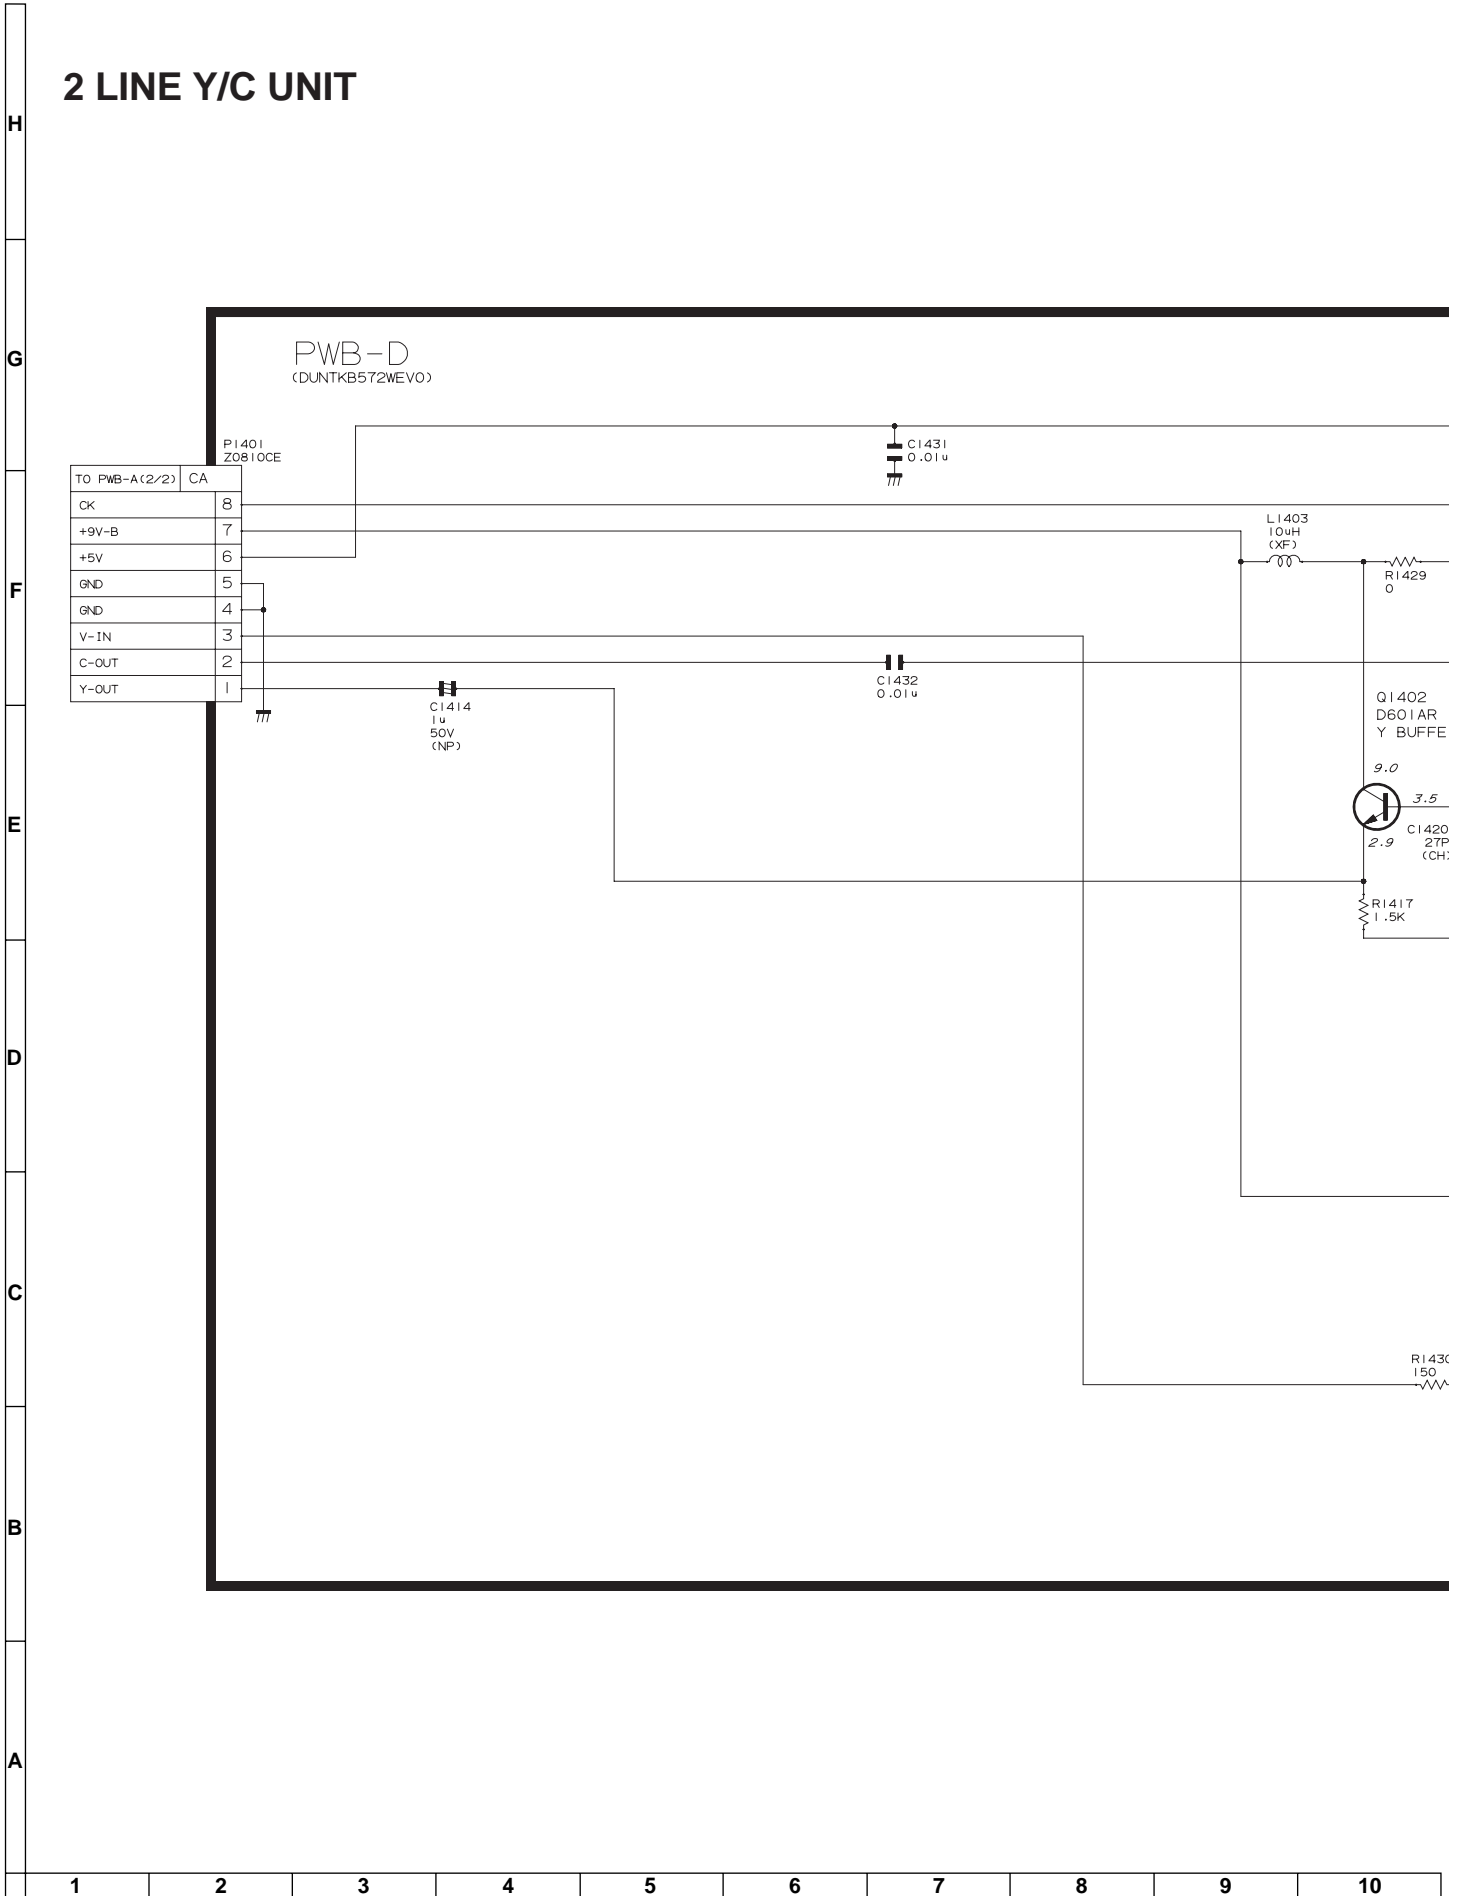 2 LINE Y/C UNIT
H
G
F
E
D
C
B
A
PWB-D
(DUNTKB572WEV0)
P1401
Z0810CE
TO PWB-A(2/2) CA
CK 8
+9V-B 7
+5V 6
GND 5
GND 4
V-IN 3
C-OUT 2
Y-OUT 1
C1431
0.01u
L1403
10uH
(XF)
R1429
0
C1432
0.01u
C1414
1u
50V
(NP)
Q1402
D601AR
Y BUFFE
9.0
3.5
2.9
C1420
27P
(CH)
R1417
1.5K
R1430
150
1 2 3 4 5 6 7 8 9 10